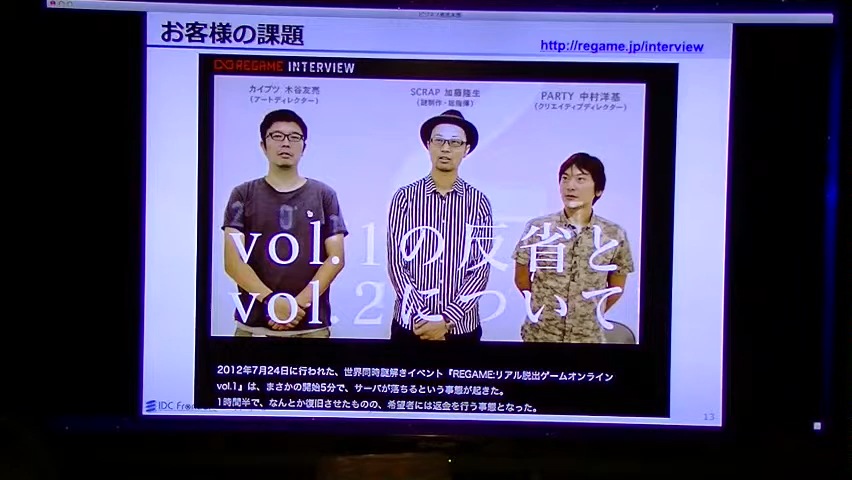 お客様の課題
http://regame.jp/interview
REGAME INTERVIEW
カイブツ 木谷友亮
(アートディレクター)
SCRAP 加藤隆生
(謎制作・総指揮)
PARTY 中村洋基
(クリエイティブディレクター)
vol.1の反省と
vol.2について
2012年7月24日に行われた、世界同時謎解きイベント『REGAME:リアル脱出ゲームオンライン
vol.1』は、まさかの開始5分で、サーバが落ちるという事態が起きた。
1時間半で、なんとか復旧させたものの、希望者には返金を行う事態となった。
IDC
13